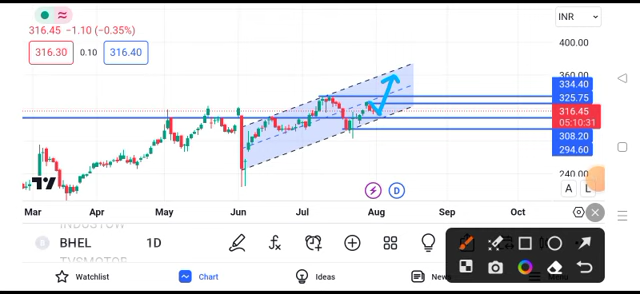 INR
316.45 −1.10 (−0.35%)
316.30 0.10 316.40
400.00
360.00
334.40
325.75
316.45
05:10:31
308.20
294.60
240.00
A L
D
Mar Apr May Jun Jul Aug Sep Oct
B BHEL 1D
Watchlist Chart Ideas News